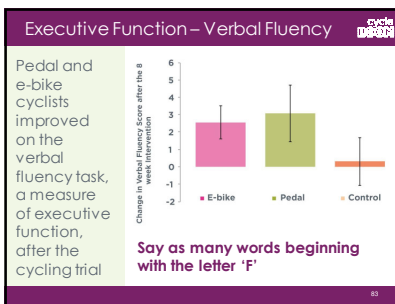 Executive Function – Verbal Fluency
cycle
BOOM
Pedal and
e-bike
cyclists
improved
on the
verbal
fluency task,
a measure
of executive
function,
after the
cycling trial
Change in Verbal Fluency Score after the 8
week Intervention
6
5
4
3
2
1
0
-1
-2
E-bike
Pedal
Control
Say as many words beginning
with the letter ‘F’
83